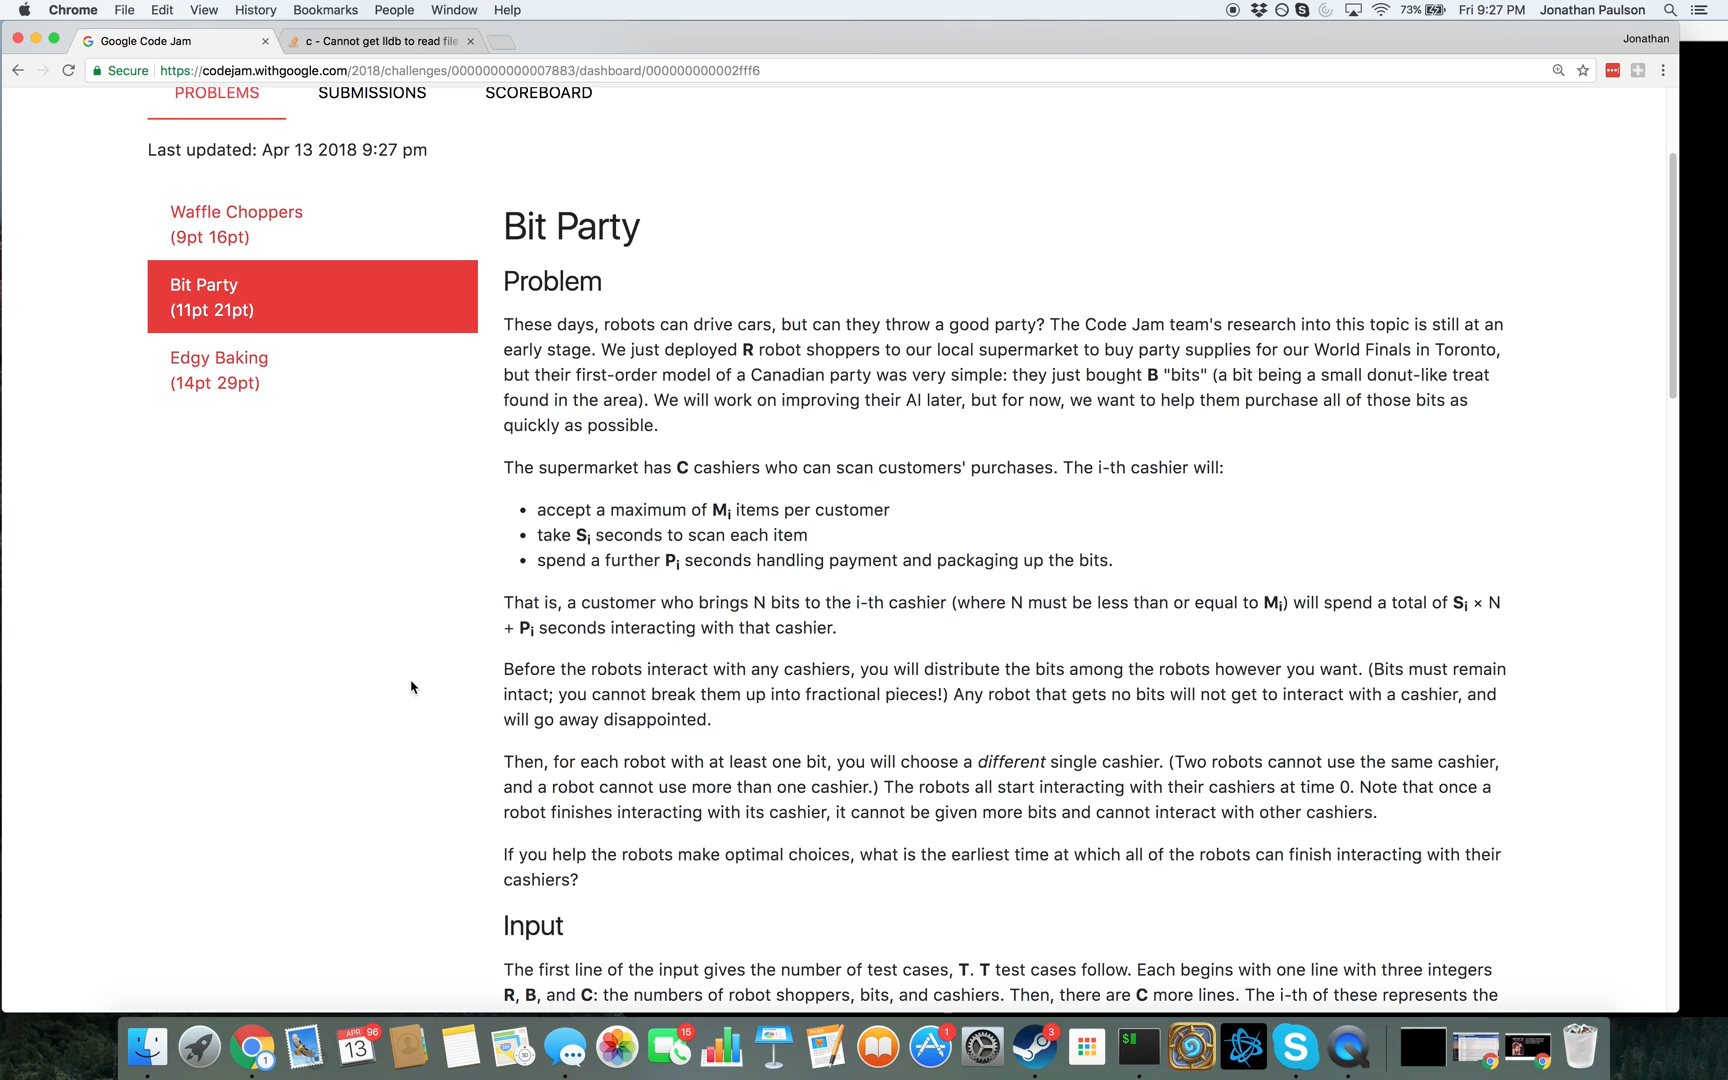 Chrome File Edit View History Bookmarks People Window Help 73% Fri 9:27 PM Jonathan Paulson
Google Code Jam × c - Cannot get lldb to read file × Jonathan
Secure https://codejam.withgoogle.com/2018/challenges/0000000000007883/dashboard/000000000002fff6
PROBLEMS SUBMISSIONS SCOREBOARD
Last updated: Apr 13 2018 9:27 pm
Waffle Choppers
(9pt 16pt)
Bit Party
(11pt 21pt)
Edgy Baking
(14pt 29pt)
Bit Party
Problem
These days, robots can drive cars, but can they throw a good party? The Code Jam team's research into this topic is still at an
early stage. We just deployed R robot shoppers to our local supermarket to buy party supplies for our World Finals in Toronto,
but their first-order model of a Canadian party was very simple: they just bought B "bits" (a bit being a small donut-like treat
found in the area). We will work on improving their AI later, but for now, we want to help them purchase all of those bits as
quickly as possible.
The supermarket has C cashiers who can scan customers' purchases. The i-th cashier will:
• accept a maximum of Mi items per customer
• take Si seconds to scan each item
• spend a further Pi seconds handling payment and packaging up the bits.
That is, a customer who brings N bits to the i-th cashier (where N must be less than or equal to Mi) will spend a total of Si × N
+ Pi seconds interacting with that cashier.
Before the robots interact with any cashiers, you will distribute the bits among the robots however you want. (Bits must remain
intact; you cannot break them up into fractional pieces!) Any robot that gets no bits will not get to interact with a cashier, and
will go away disappointed.
Then, for each robot with at least one bit, you will choose a different single cashier. (Two robots cannot use the same cashier,
and a robot cannot use more than one cashier.) The robots all start interacting with their cashiers at time 0. Note that once a
robot finishes interacting with its cashier, it cannot be given more bits and cannot interact with other cashiers.
If you help the robots make optimal choices, what is the earliest time at which all of the robots can finish interacting with their
cashiers?
Input
The first line of the input gives the number of test cases, T. T test cases follow. Each begins with one line with three integers
R, B, and C: the numbers of robot shoppers, bits, and cashiers. Then, there are C more lines. The i-th of these represents the
1 APR 96 13 3D 15 1 3 $